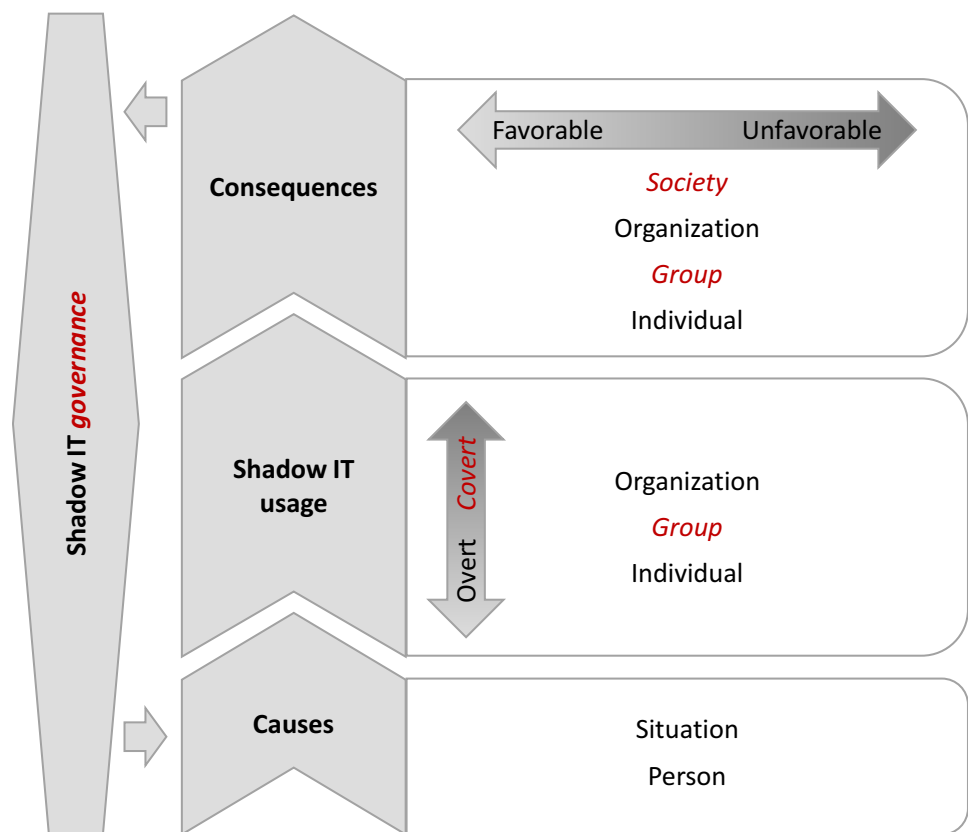 Shadow IT governance
Consequences
Favorable Unfavorable
Society
Organization
Group
Individual
Shadow IT
usage
Overt Covert
Organization
Group
Individual
Causes
Situation
Person